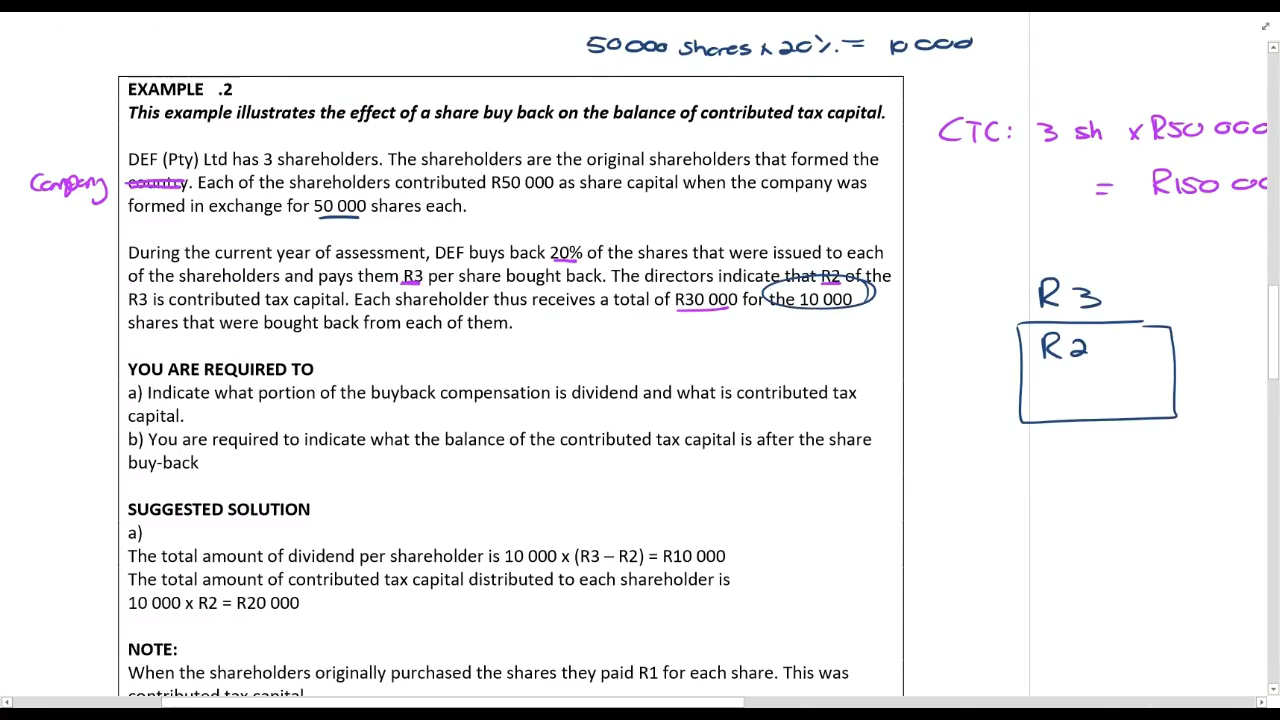 50 000 shares x 20% = 10 000
EXAMPLE .2
This example illustrates the effect of a share buy back on the balance of contributed tax capital.
CTC: 3 sh x R50 000
DEF (Pty) Ltd has 3 shareholders. The shareholders are the original shareholders that formed the
Company country. Each of the shareholders contributed R50 000 as share capital when the company was
= R150 00
formed in exchange for 50 000 shares each.
During the current year of assessment, DEF buys back 20% of the shares that were issued to each
of the shareholders and pays them R3 per share bought back. The directors indicate that R2 of the
R3 is contributed tax capital. Each shareholder thus receives a total of R30 000 for the 10 000
R 3
shares that were bought back from each of them.
R 2
YOU ARE REQUIRED TO
a) Indicate what portion of the buyback compensation is dividend and what is contributed tax
capital.
b) You are required to indicate what the balance of the contributed tax capital is after the share
buy-back
SUGGESTED SOLUTION
a)
The total amount of dividend per shareholder is 10 000 x (R3 – R2) = R10 000
The total amount of contributed tax capital distributed to each shareholder is
10 000 x R2 = R20 000
NOTE:
When the shareholders originally purchased the shares they paid R1 for each share. This was
contributed tax capital